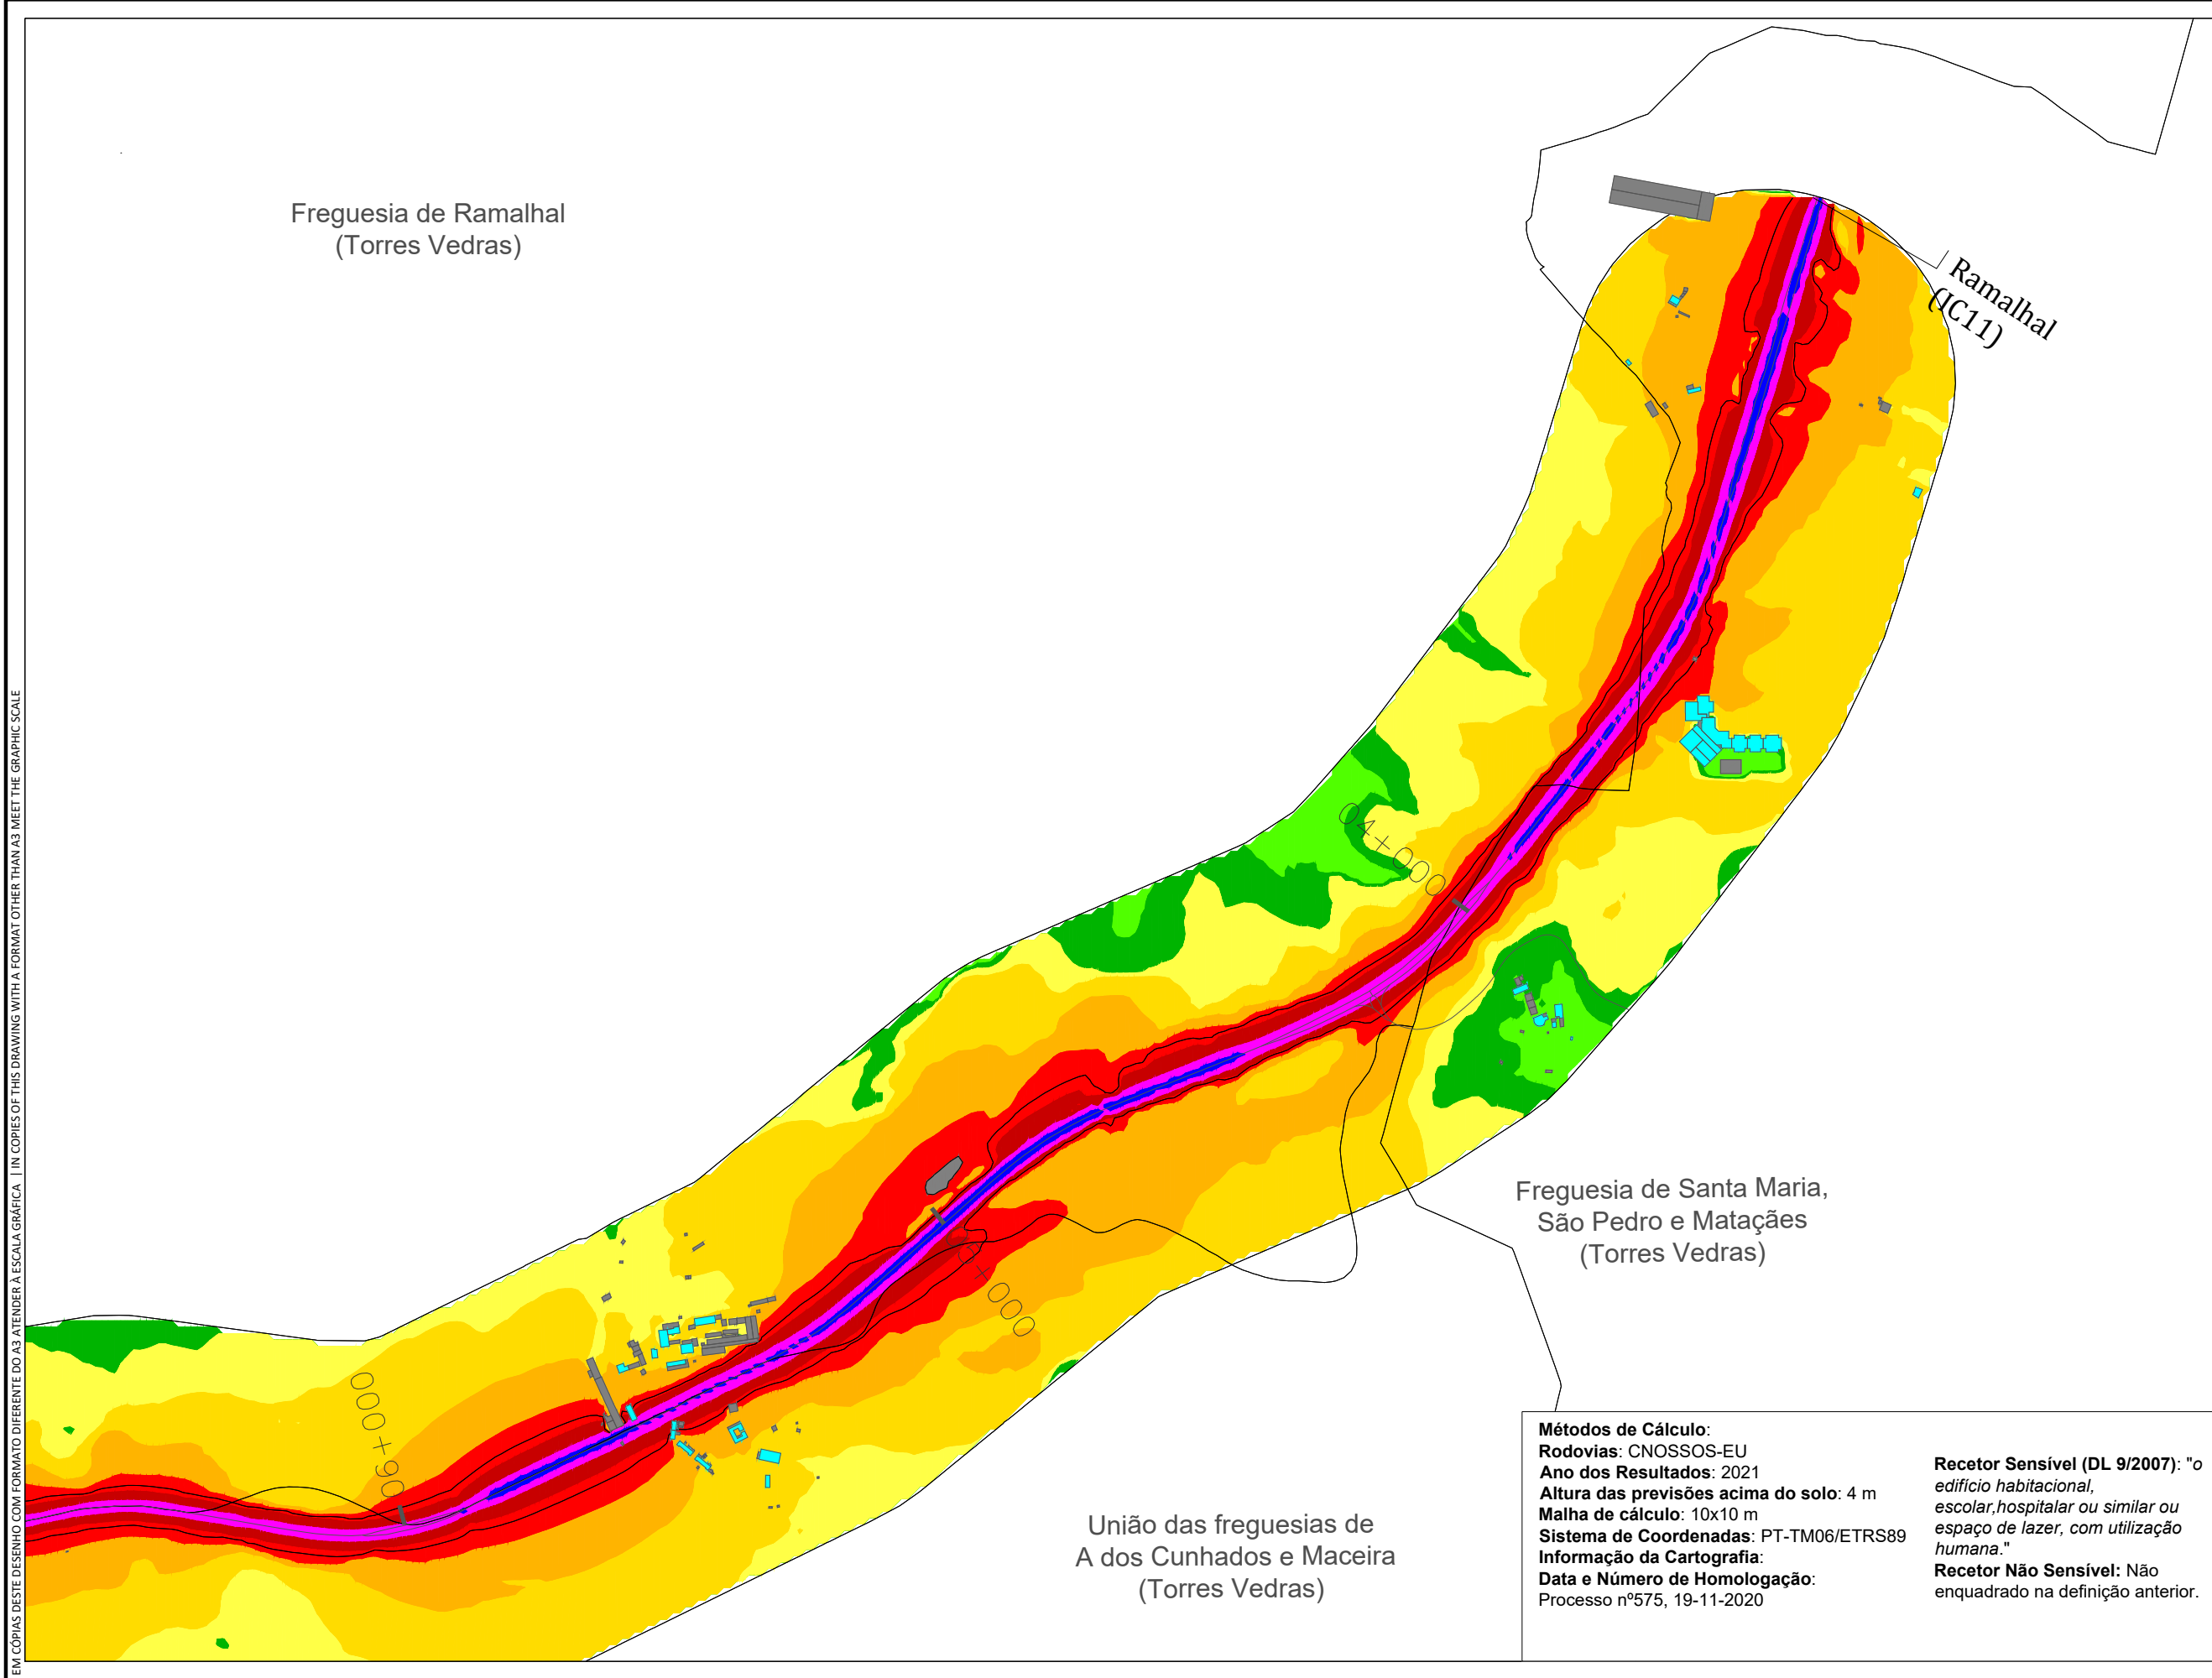 Freguesia de Ramalhal
(Torres Vedras)
Ramalhal
(IC11)
04+000
05+000
06+000
Freguesia de Santa Maria,
São Pedro e Matações
(Torres Vedras)
União das freguesias de
A dos Cunhados e Maceira
(Torres Vedras)
Métodos de Cálculo:
Rodovias: CNOSSOS-EU
Ano dos Resultados: 2021
Altura das previsões acima do solo: 4 m
Malha de cálculo: 10x10 m
Sistema de Coordenadas: PT-TM06/ETRS89
Informação da Cartografia:
Data e Número de Homologação:
Processo nº575, 19-11-2020
Recetor Sensível (DL 9/2007): "o
edifício habitacional,
escolar,hospitalar ou similar ou
espaço de lazer, com utilização
humana."
Recetor Não Sensível: Não
enquadrado na definição anterior.
EM CÓPIAS DESTE DESENHO COM FORMATO DIFERENTE DO A3 ATENDER À ESCALA GRÁFICA | IN COPIES OF THIS DRAWING WITH A FORMAT OTHER THAN A3 MEET THE GRAPHIC SCALE